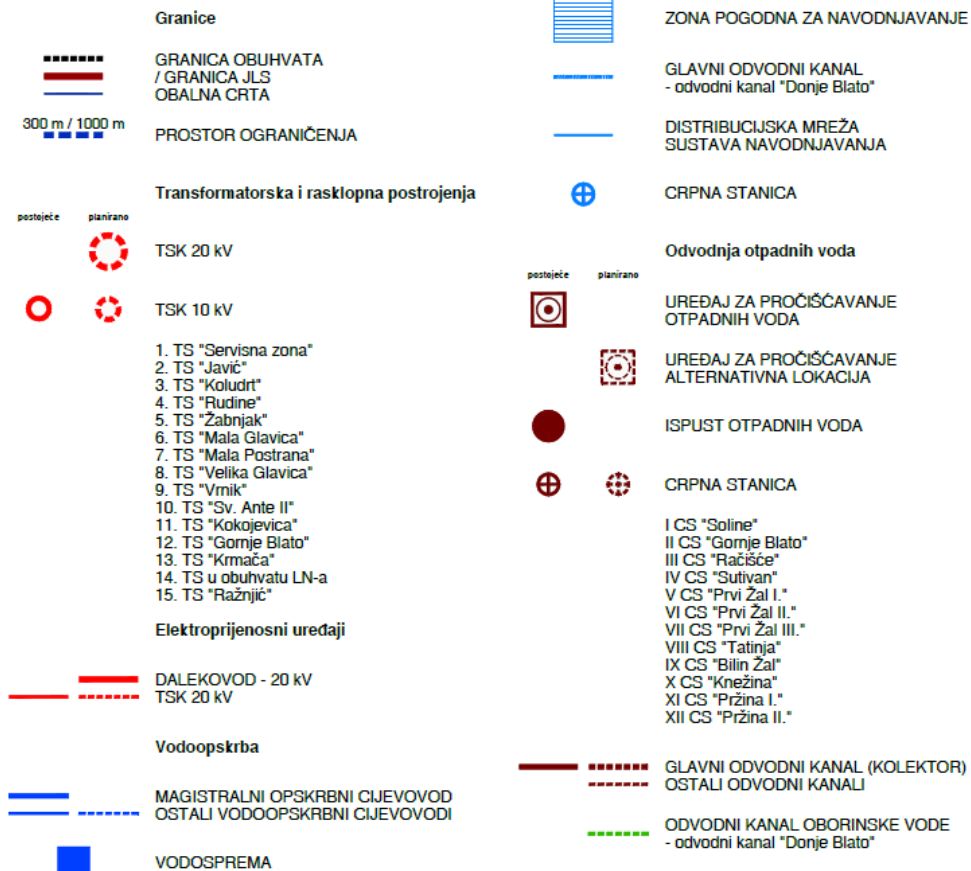 Granice
GRANICA OBUHVATA
/ GRANICA JLS
OBALNA CRTA
300 m / 1000 m
PROSTOR OGRANIČENJA
Transformatorska i rasklopna postrojenja
postojeće planirano
TSK 20 kV
TSK 10 kV
1. TS "Servisna zona"
2. TS "Javić"
3. TS "Koludrt"
4. TS "Rudine"
5. TS "Žabnjak"
6. TS "Mala Glavica"
7. TS "Mala Postrana"
8. TS "Velika Glavica"
9. TS "Vrnik"
10. TS "Sv. Ante II"
11. TS "Kokojevica"
12. TS "Gornje Blato"
13. TS "Krmača"
14. TS u obuhvatu LN-a
15. TS "Ražnjić"
Elektroprijenosni uređaji
DALEKOVOD - 20 kV
TSK 20 kV
Vodoopskrba
MAGISTRALNI OPSKRBNI CIJEVOVOD
OSTALI VODOOPSKRBNI CIJEVOVODI
VODOSPREMA
ZONA POGODNA ZA NAVODNJAVANJE
GLAVNI ODVODNI KANAL
- odvodni kanal "Donje Blato"
DISTRIBUCIJSKA MREŽA
SUSTAVA NAVODNJAVANJA
CRPNA STANICA
Odvodnja otpadnih voda
postojeće planirano
UREĐAJ ZA PROČIŠĆAVANJE
OTPADNIH VODA
UREĐAJ ZA PROČIŠĆAVANJE
ALTERNATIVNA LOKACIJA
ISPUST OTPADNIH VODA
CRPNA STANICA
I CS "Soline"
II CS "Gornje Blato"
III CS "Račišće"
IV CS "Sutivan"
V CS "Prvi Žal I."
VI CS "Prvi Žal II."
VII CS "Prvi Žal III."
VIII CS "Tatinja"
IX CS "Bilin Žal"
X CS "Knežina"
XI CS "Pržina I."
XII CS "Pržina II."
GLAVNI ODVODNI KANAL (KOLEKTOR)
OSTALI ODVODNI KANALI
ODVODNI KANAL OBORINSKE VODE
- odvodni kanal "Donje Blato"